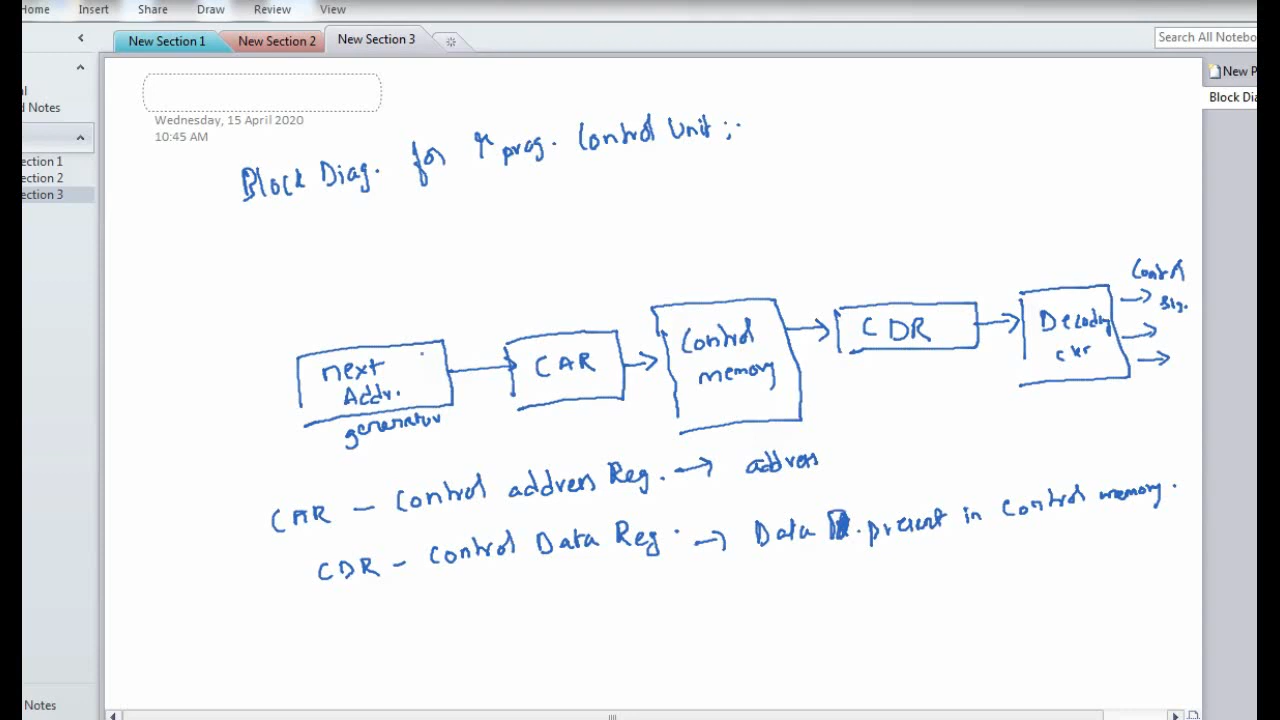 Home Insert Share Draw Review View
New Section 1 New Section 2 New Section 3
Search All Notebo
New P
Block Dia
d Notes
ection 1
ection 2
ection 3
Notes
Wednesday, 15 April 2020
10:45 AM
Block Diag. for μ prog. Control Unit :-
next
Addr.
generator
CAR
Control
memory
CDR
Decoding
ckt
Control
Sig.
CAR – Control address Reg. → address
CDR – Control Data Reg. → Data present in Control memory.